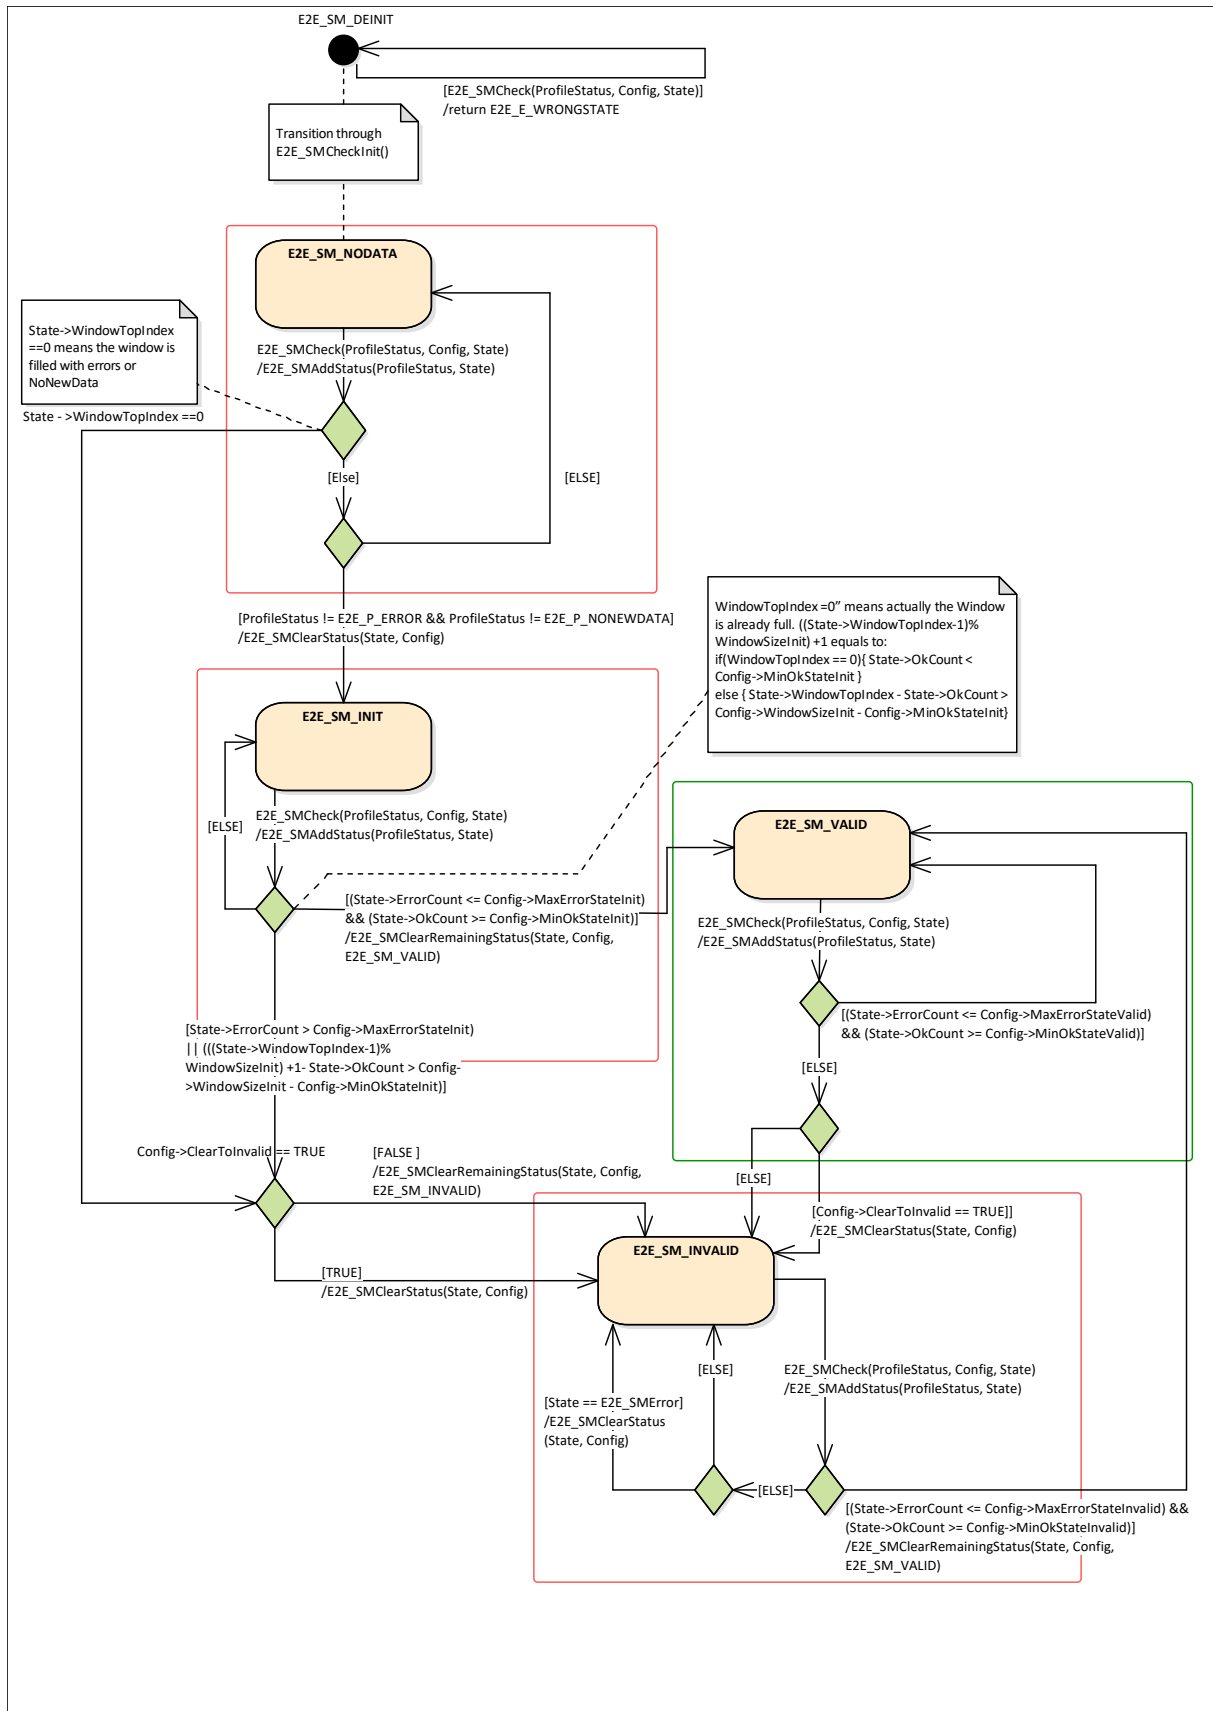 E2E_SM_DEINIT
[E2E_SMCheck(ProfileStatus, Config, State)]
/return E2E_E_WRONGSTATE
Transition through
E2E_SMCheckInit()
E2E_SM_NODATA
State->WindowTopIndex
==0 means the window is
filled with errors or
NoNewData
E2E_SMCheck(ProfileStatus, Config, State)
/E2E_SMAddStatus(ProfileStatus, State)
State - >WindowTopIndex ==0
[Else]
[ELSE]
[ProfileStatus != E2E_P_ERROR && ProfileStatus != E2E_P_NONEWDATA]
/E2E_SMClearStatus(State, Config)
WindowTopIndex =0” means actually the Window
is already full. ((State->WindowTopIndex-1)%
WindowSizeInit) +1 equals to:
if(WindowTopIndex == 0){ State->OkCount <
Config->MinOkStateInit }
else { State->WindowTopIndex - State->OkCount >
Config->WindowSizeInit - Config->MinOkStateInit}
E2E_SM_INIT
E2E_SMCheck(ProfileStatus, Config, State)
/E2E_SMAddStatus(ProfileStatus, State)
[ELSE]
[(State->ErrorCount <= Config->MaxErrorStateInit)
&& (State->OkCount >= Config->MinOkStateInit)]
/E2E_SMClearRemainingStatus(State, Config,
E2E_SM_VALID)
E2E_SM_VALID
E2E_SMCheck(ProfileStatus, Config, State)
/E2E_SMAddStatus(ProfileStatus, State)
[(State->ErrorCount <= Config->MaxErrorStateValid)
&& (State->OkCount >= Config->MinOkStateValid)]
[ELSE]
[State->ErrorCount > Config->MaxErrorStateInit)
|| (((State->WindowTopIndex-1)%
WindowSizeInit) +1- State->OkCount > Config-
>WindowSizeInit - Config->MinOkStateInit)]
Config->ClearToInvalid == TRUE
[FALSE ]
/E2E_SMClearRemainingStatus(State, Config,
E2E_SM_INVALID)
[ELSE]
[Config->ClearToInvalid == TRUE]]
/E2E_SMClearStatus(State, Config)
E2E_SM_INVALID
[TRUE]
/E2E_SMClearStatus(State, Config)
[ELSE]
E2E_SMCheck(ProfileStatus, Config, State)
/E2E_SMAddStatus(ProfileStatus, State)
[State == E2E_SMError]
/E2E_SMClearStatus
(State, Config)
[ELSE]
[(State->ErrorCount <= Config->MaxErrorStateInvalid) &&
(State->OkCount >= Config->MinOkStateInvalid)]
/E2E_SMClearRemainingStatus(State, Config,
E2E_SM_VALID)